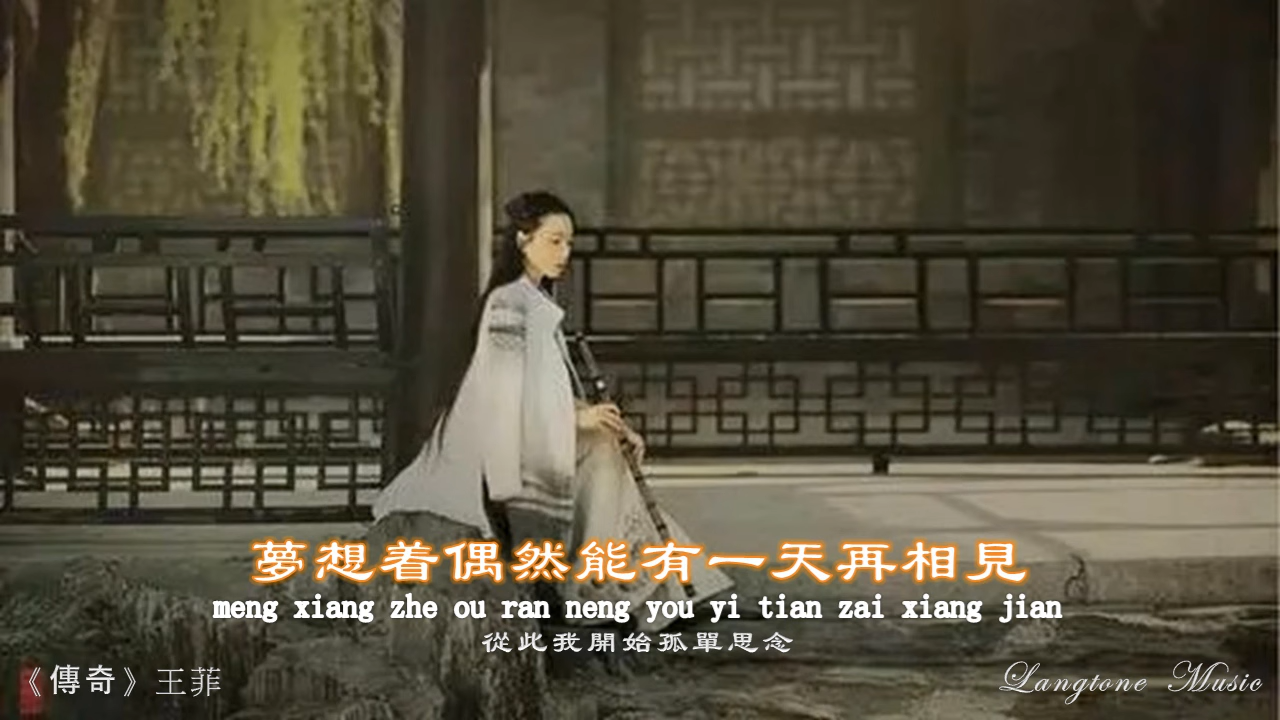 夢想着偶然能有一天再相見
meng xiang zhe ou ran neng you yi tian zai xiang jian
從此我開始孤單思念
《傳奇》王菲
Langtone Music